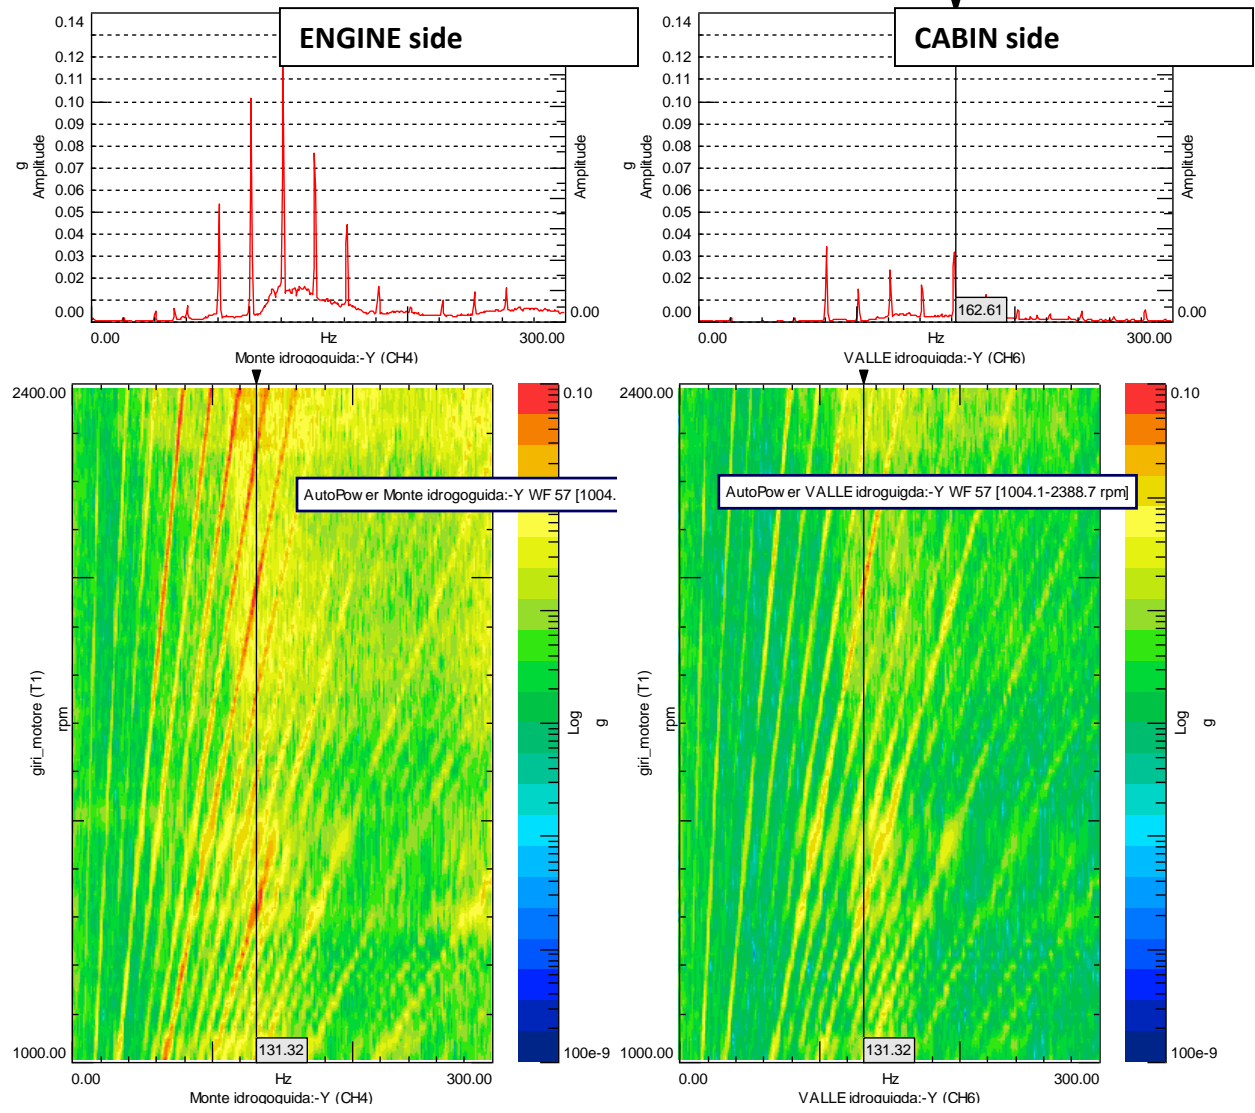 ENGINE side
0.14
0.12
0.11
0.10
0.09
0.08
0.07
0.06
0.05
0.04
0.03
0.02
0.00
g
Amplitude
Amplitude
0.00
0.00
Hz
300.00
Monte idrogoguida:-Y (CH4)
CABIN side
0.14
0.12
0.11
0.10
0.09
0.08
0.07
0.06
0.05
0.04
0.03
0.02
0.00
g
Amplitude
Amplitude
162.61
0.00
0.00
Hz
300.00
VALLE idroguigda:-Y (CH6)
2400.00
giri_motore (T1)
rpm
1000.00
AutoPower Monte idrogoguida:-Y WF 57 [1004.
131.32
0.00
Hz
300.00
Monte idrogoguida:-Y (CH4)
0.10
Log
g
100e-9
2400.00
giri_motore (T1)
rpm
1000.00
AutoPower VALLE idroguigda:-Y WF 57 [1004.1-2388.7 rpm]
131.32
0.00
Hz
300.00
VALLE idroguigda:-Y (CH6)
0.10
Log
g
100e-9